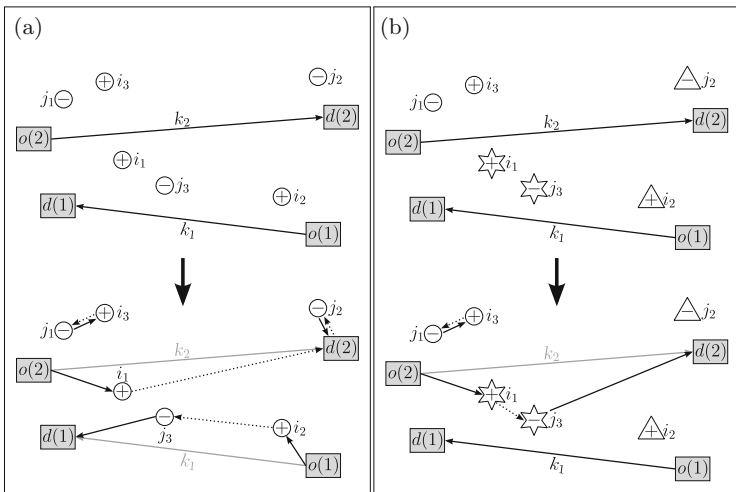 (a)
j₁ − + i₃ − j₂
o(2) k₂ d(2)
+ i₁
− j₃
+ i₂
d(1) k₁ o(1)
j₁ − + i₃ − j₂
o(2) k₂ d(2)
i₁
+
− j₃ + i₂
d(1) k₁ o(1)
(b)
j₁ − + i₃ − j₂
o(2) k₂ d(2)
+ i₁
− j₃
+ i₂
d(1) k₁ o(1)
j₁ − + i₃ − j₂
o(2) k₂ d(2)
+ i₁
− j₃
+ i₂
d(1) k₁ o(1)